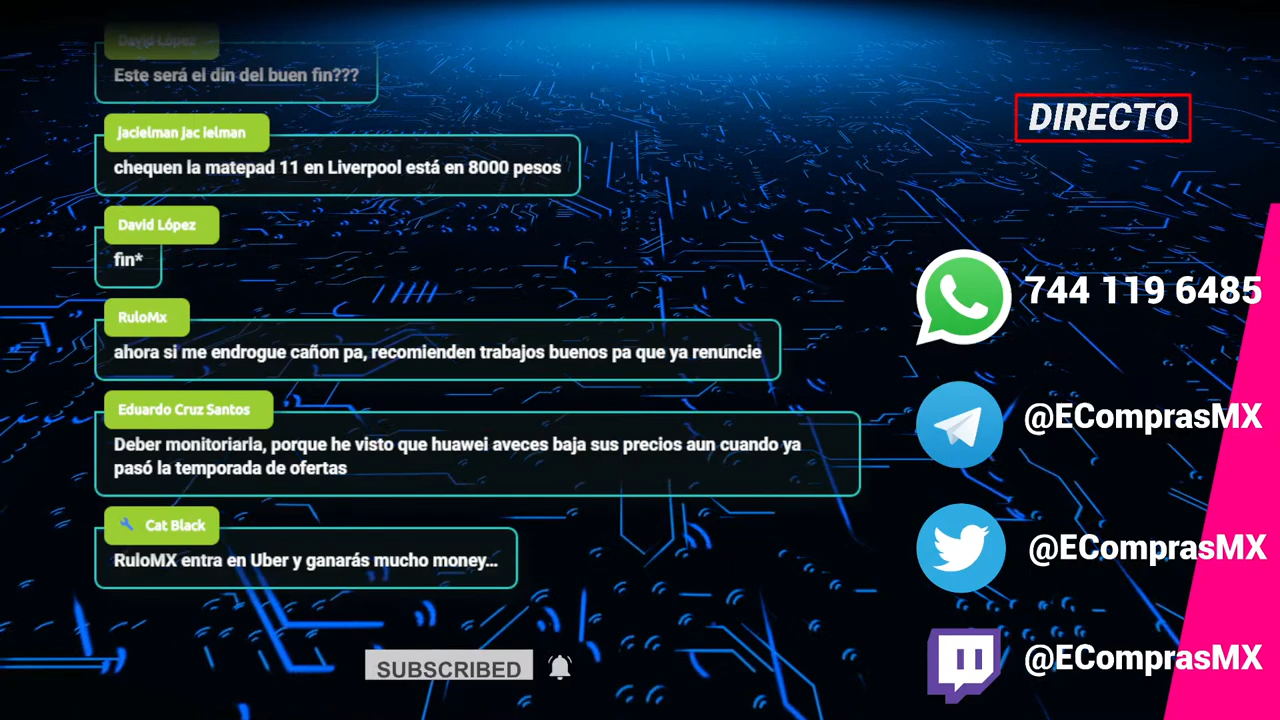 David López
Este será el din del buen fin???
Jacielman Jac ielman
chequen la matepad 11 en Liverpool está en 8000 pesos
David López
fin*
RuloMx
ahora si me endrogue cañon pa, recomienden trabajos buenos pa que ya renuncie
Eduardo Cruz Santos
Deber monitoriarla, porque he visto que huawei aveces baja sus precios aun cuando ya
pasó la temporada de ofertas
Cat Black
RuloMX entra en Uber y ganarás mucho money...
SUBSCRIBED
DIRECTO
744 119 6485
@EComprasMX
@EComprasMX
@EComprasMX